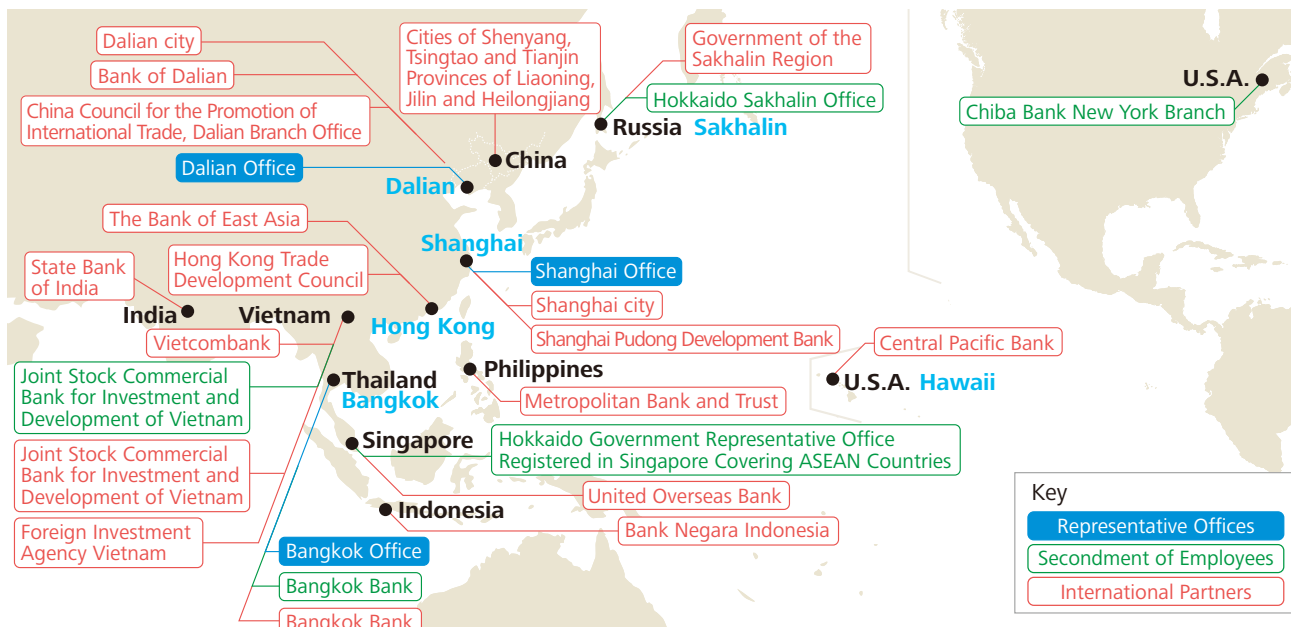 Dalian city
Bank of Dalian
China Council for the Promotion of
International Trade, Dalian Branch Office
Dalian Office
Dalian
Cities of Shenyang,
Tsingtao and Tianjin
Provinces of Liaoning,
Jilin and Heilongjiang
China
Government of the
Sakhalin Region
Hokkaido Sakhalin Office
Russia Sakhalin
U.S.A.
Chiba Bank New York Branch
The Bank of East Asia
Hong Kong Trade
Development Council
Hong Kong
Shanghai
Shanghai Office
Shanghai city
Shanghai Pudong Development Bank
State Bank
of India
India
Vietnam
Vietcombank
Joint Stock Commercial
Bank for Investment and
Development of Vietnam
Joint Stock Commercial
Bank for Investment and
Development of Vietnam
Foreign Investment
Agency Vietnam
Thailand
Bangkok
Bangkok Office
Bangkok Bank
Bangkok Bank
Philippines
Metropolitan Bank and Trust
Singapore
Hokkaido Government Representative Office
Registered in Singapore Covering ASEAN Countries
United Overseas Bank
Indonesia
Bank Negara Indonesia
Central Pacific Bank
U.S.A. Hawaii
Key
Representative Offices
Secondment of Employees
International Partners